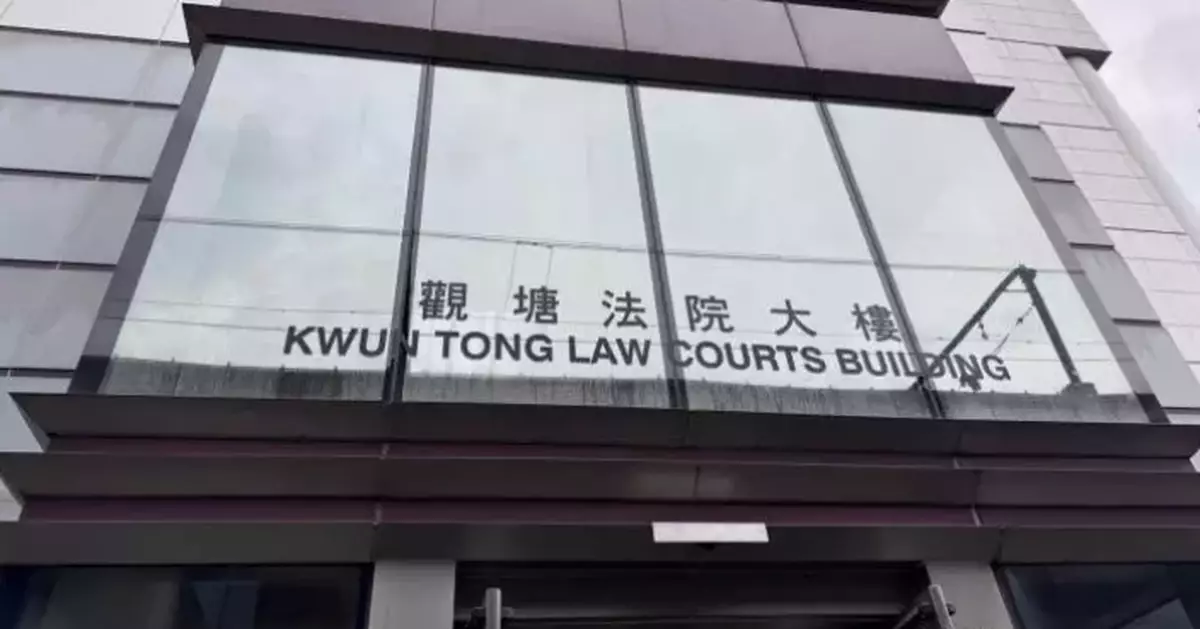 觀塘法院大樓
KWUN TONG LAW COURTS BUILDING